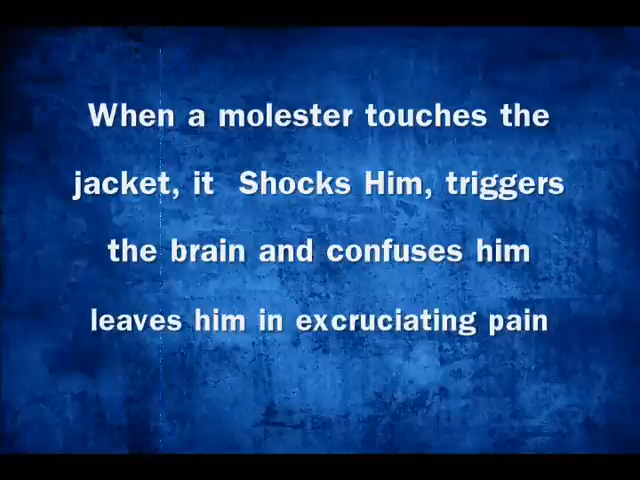 When a molester touches the
jacket, it  Shocks Him, triggers
the brain and confuses him
leaves him in excruciating pain